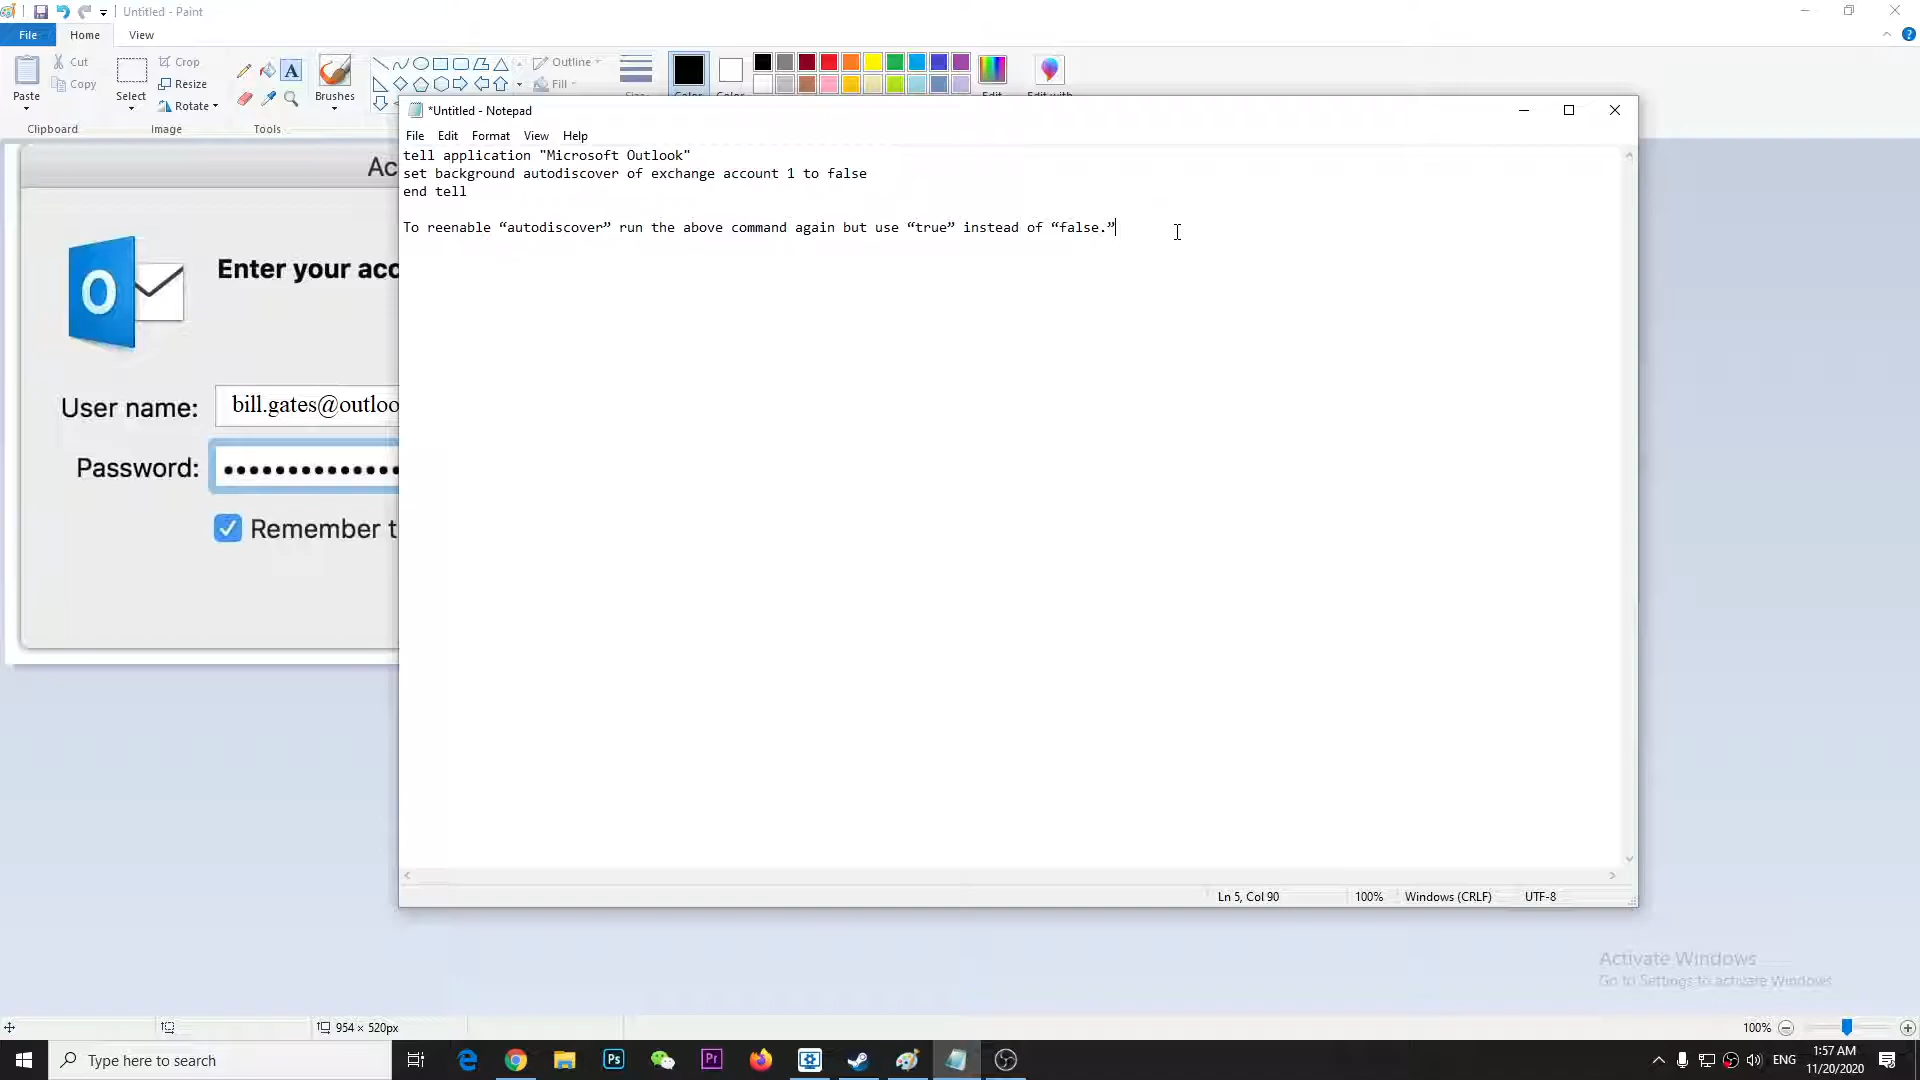 Untitled - Paint
File Home View
Cut
Copy
Paste
Clipboard
Select
Crop
Resize
Rotate
Image
Tools
Brushes
Outline
Fill
*Untitled - Notepad
File Edit Format View Help
tell application "Microsoft Outlook"
set background autodiscover of exchange account 1 to false
end tell
To reenable “autodiscover” run the above command again but use “true” instead of “false.”
Ln 5, Col 90 100% Windows (CRLF) UTF-8
Ac
Enter your acc
User name: bill.gates@outloo
Password:
Remember t
Activate Windows
Go to Settings to activate Windows.
954 × 520px
100%
Type here to search
Ps
Pr
ENG
1:57 AM
11/20/2020